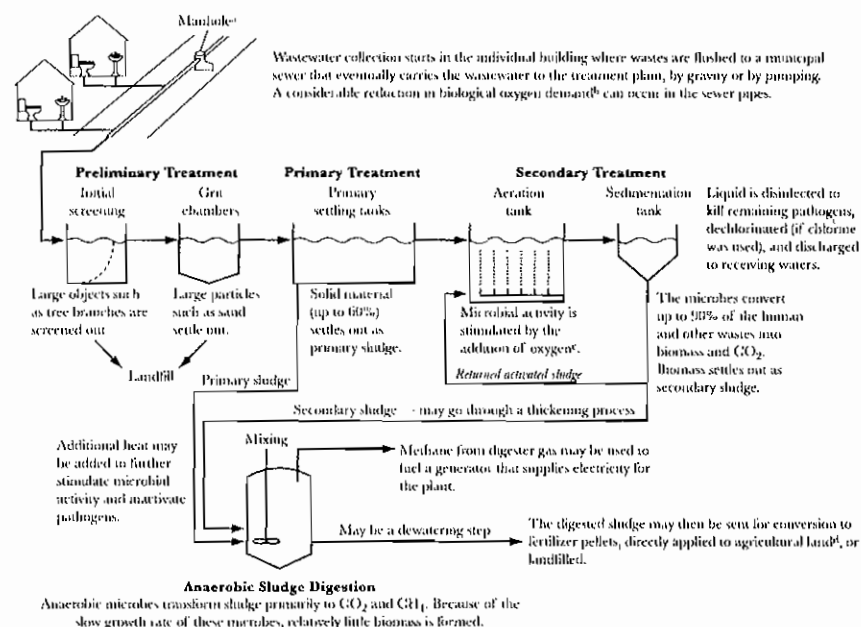 Manholeᵃ
Wastewater collection starts in the individual building where wastes are flushed to a municipal
sewer that eventually carries the wastewater to the treatment plant, by gravity or by pumping.
A considerable reduction in biological oxygen demandᵇ can occur in the sewer pipes.
Preliminary Treatment
Primary Treatment
Secondary Treatment
Initial
screening
Grit
chambers
Primary
settling tanks
Aeration
tank
Sedimentation
tank
Liquid is disinfected to
kill remaining pathogens,
dechlorinated (if chlorine
was used), and discharged
to receiving waters.
Large objects such
as tree branches are
screened out
Large particles
such as sand
settle out.
Solid material
(up to 60%)
settles out as
primary sludge.
Microbial activity is
stimulated by the
addition of oxygenᶜ.
The microbes convert
up to 90% of the human
and other wastes into
biomass and CO₂.
Biomass settles out as
secondary sludge.
Landfill
Primary sludge
Returned activated sludge
Secondary sludge - may go through a thickening process
Additional heat may
be added to further
stimulate microbial
activity and inactivate
pathogens.
Mixing
Methane from digester gas may be used to
fuel a generator that supplies electricity for
the plant.
May be a dewatering step
The digested sludge may then be sent for conversion to
fertilizer pellets, directly applied to agricultural landᵈ, or
landfilled.
Anaerobic Sludge Digestion
Anaerobic microbes transform sludge primarily to CO₂ and CH₄. Because of the
slow growth rate of these microbes, relatively little biomass is formed.